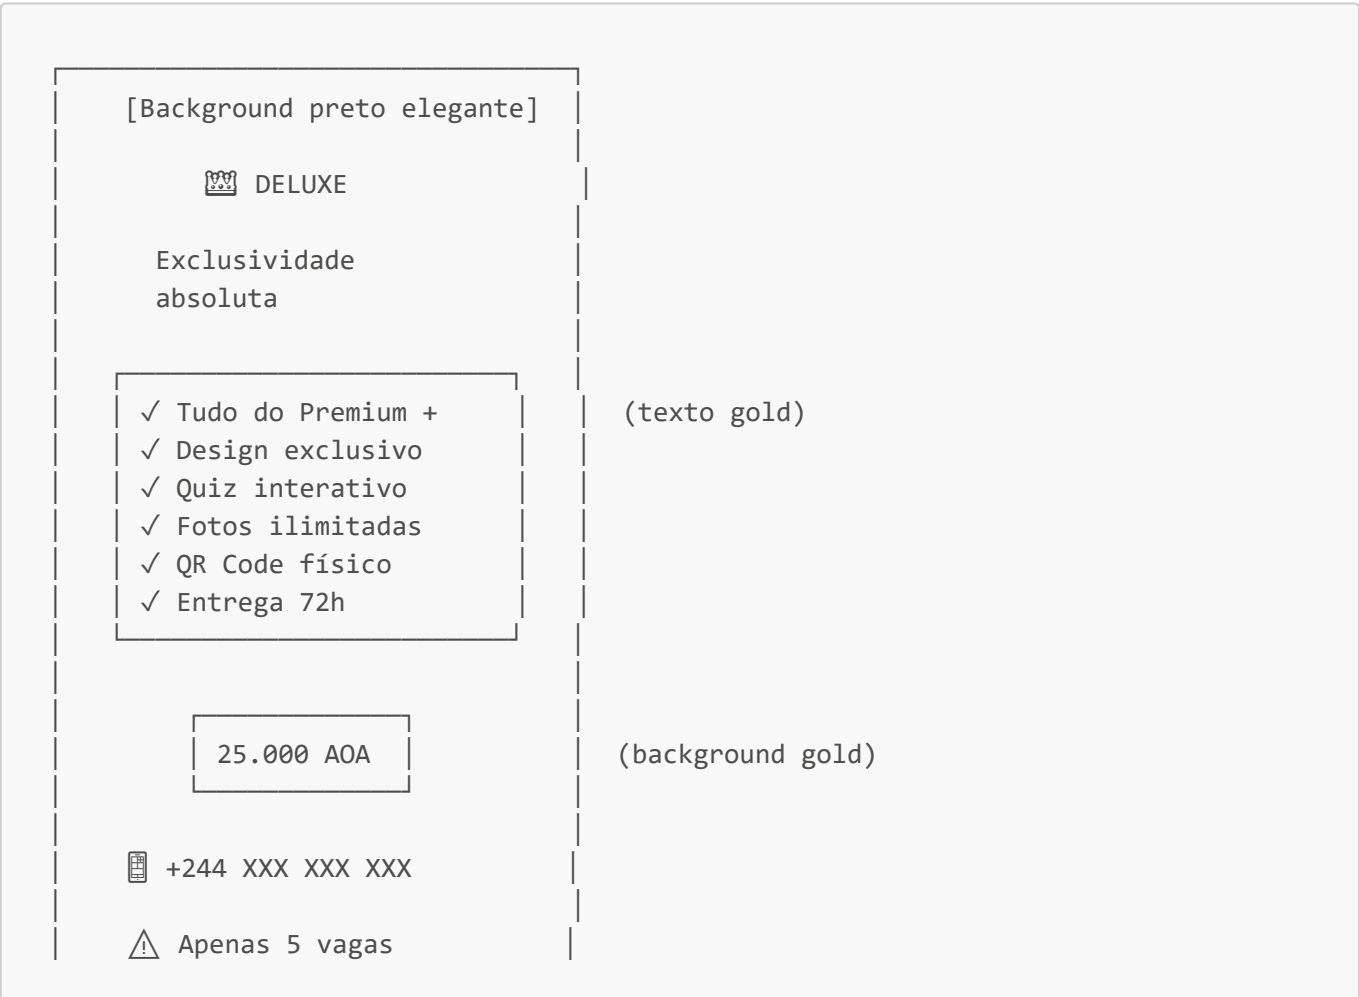 [Background preto elegante]
👑 DELUXE
Exclusividade
absoluta
✓ Tudo do Premium + (texto gold)
✓ Design exclusivo
✓ Quiz interativo
✓ Fotos ilimitadas
✓ QR Code físico
✓ Entrega 72h
25.000 AOA (background gold)
📱 +244 XXX XXX XXX
⚠ Apenas 5 vagas